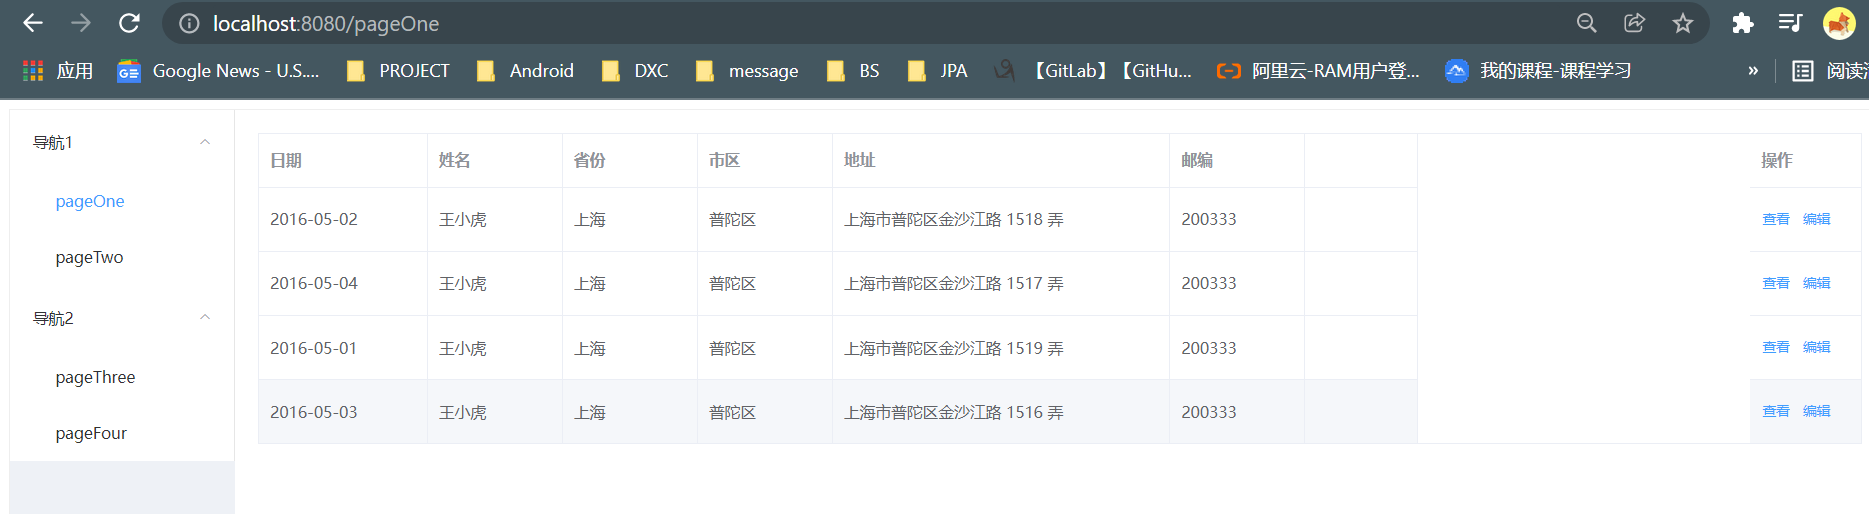 localhost:8080/pageOne
应用 Google News - U.S.... PROJECT Android DXC message BS JPA 【GitLab】【GitHu... 阿里云-RAM用户登... 我的课程-课程学习 » 阅读
导航1
pageOne
pageTwo
导航2
pageThree
pageFour
日期 姓名 省份 市区 地址 邮编 操作
2016-05-02 王小虎 上海 普陀区 上海市普陀区金沙江路 1518 弄 200333 查看 编辑
2016-05-04 王小虎 上海 普陀区 上海市普陀区金沙江路 1517 弄 200333 查看 编辑
2016-05-01 王小虎 上海 普陀区 上海市普陀区金沙江路 1519 弄 200333 查看 编辑
2016-05-03 王小虎 上海 普陀区 上海市普陀区金沙江路 1516 弄 200333 查看 编辑